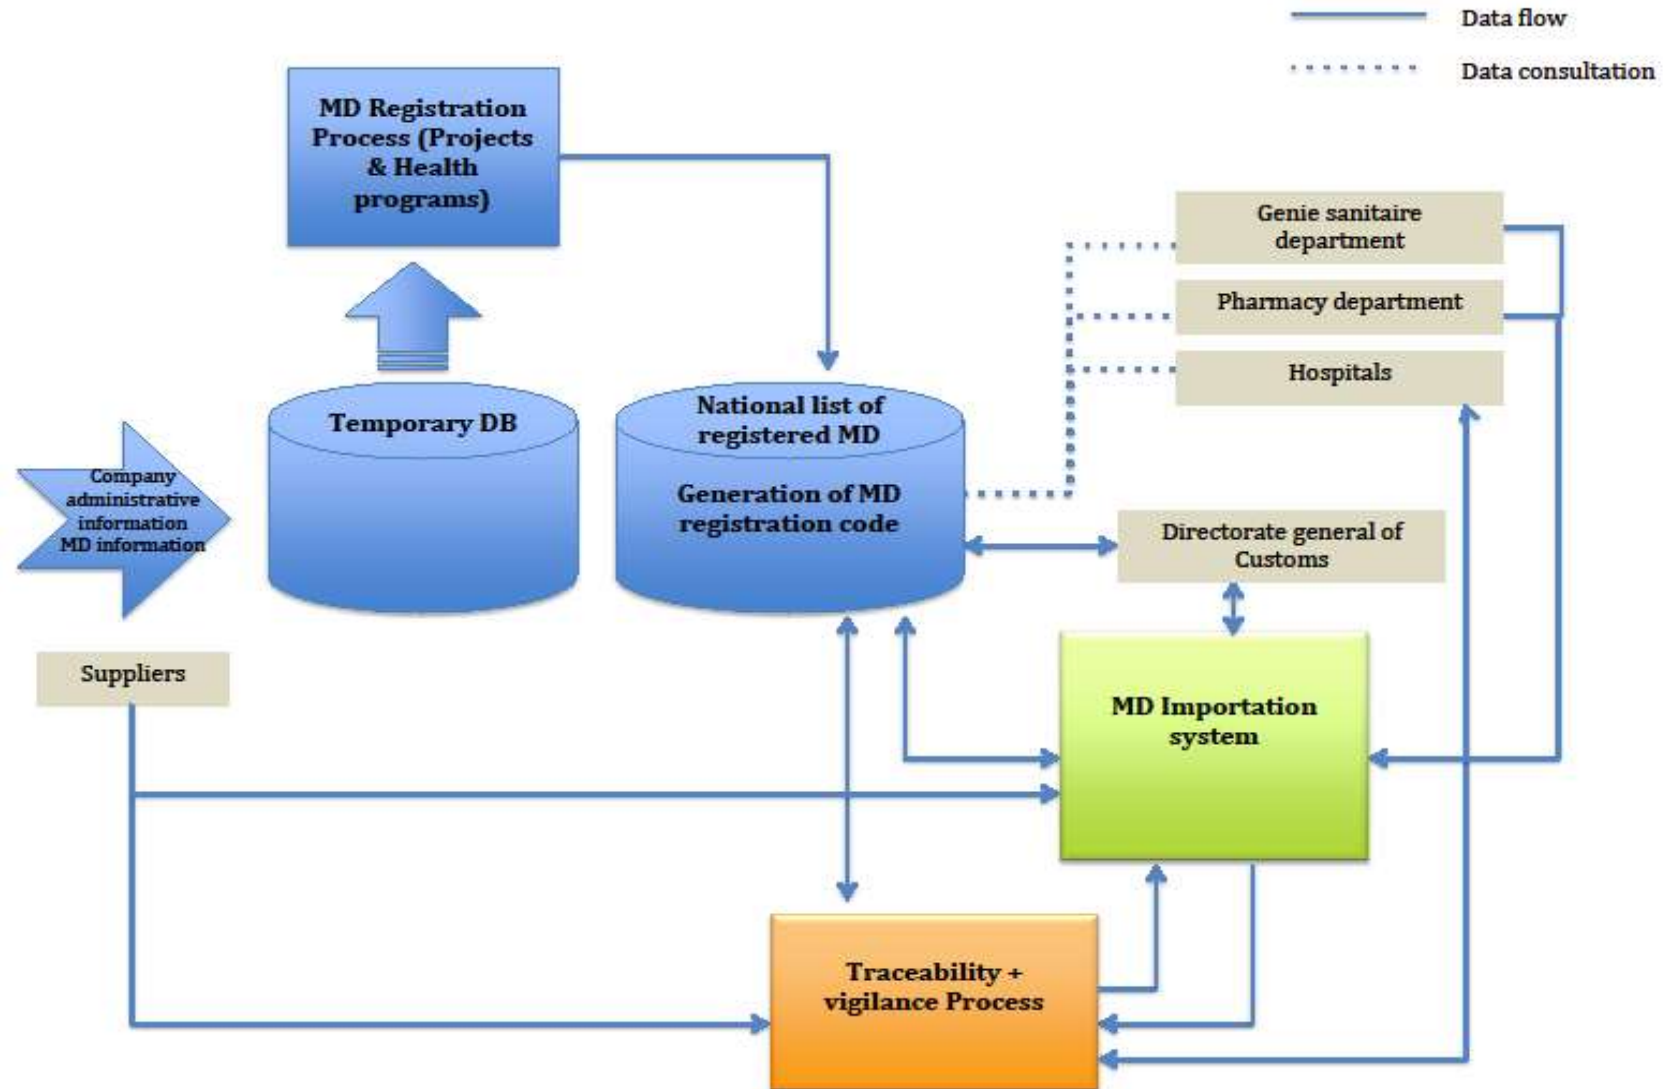 Data flow
Data consultation
MD Registration
Process (Projects
& Health
programs)
Genie sanitaire
department
Pharmacy department
Hospitals
Temporary DB
National list of
registered MD
Generation of MD
registration code
Company
administrative
information
MD information
Directorate general of
Customs
Suppliers
MD Importation
system
Traceability +
vigilance Process